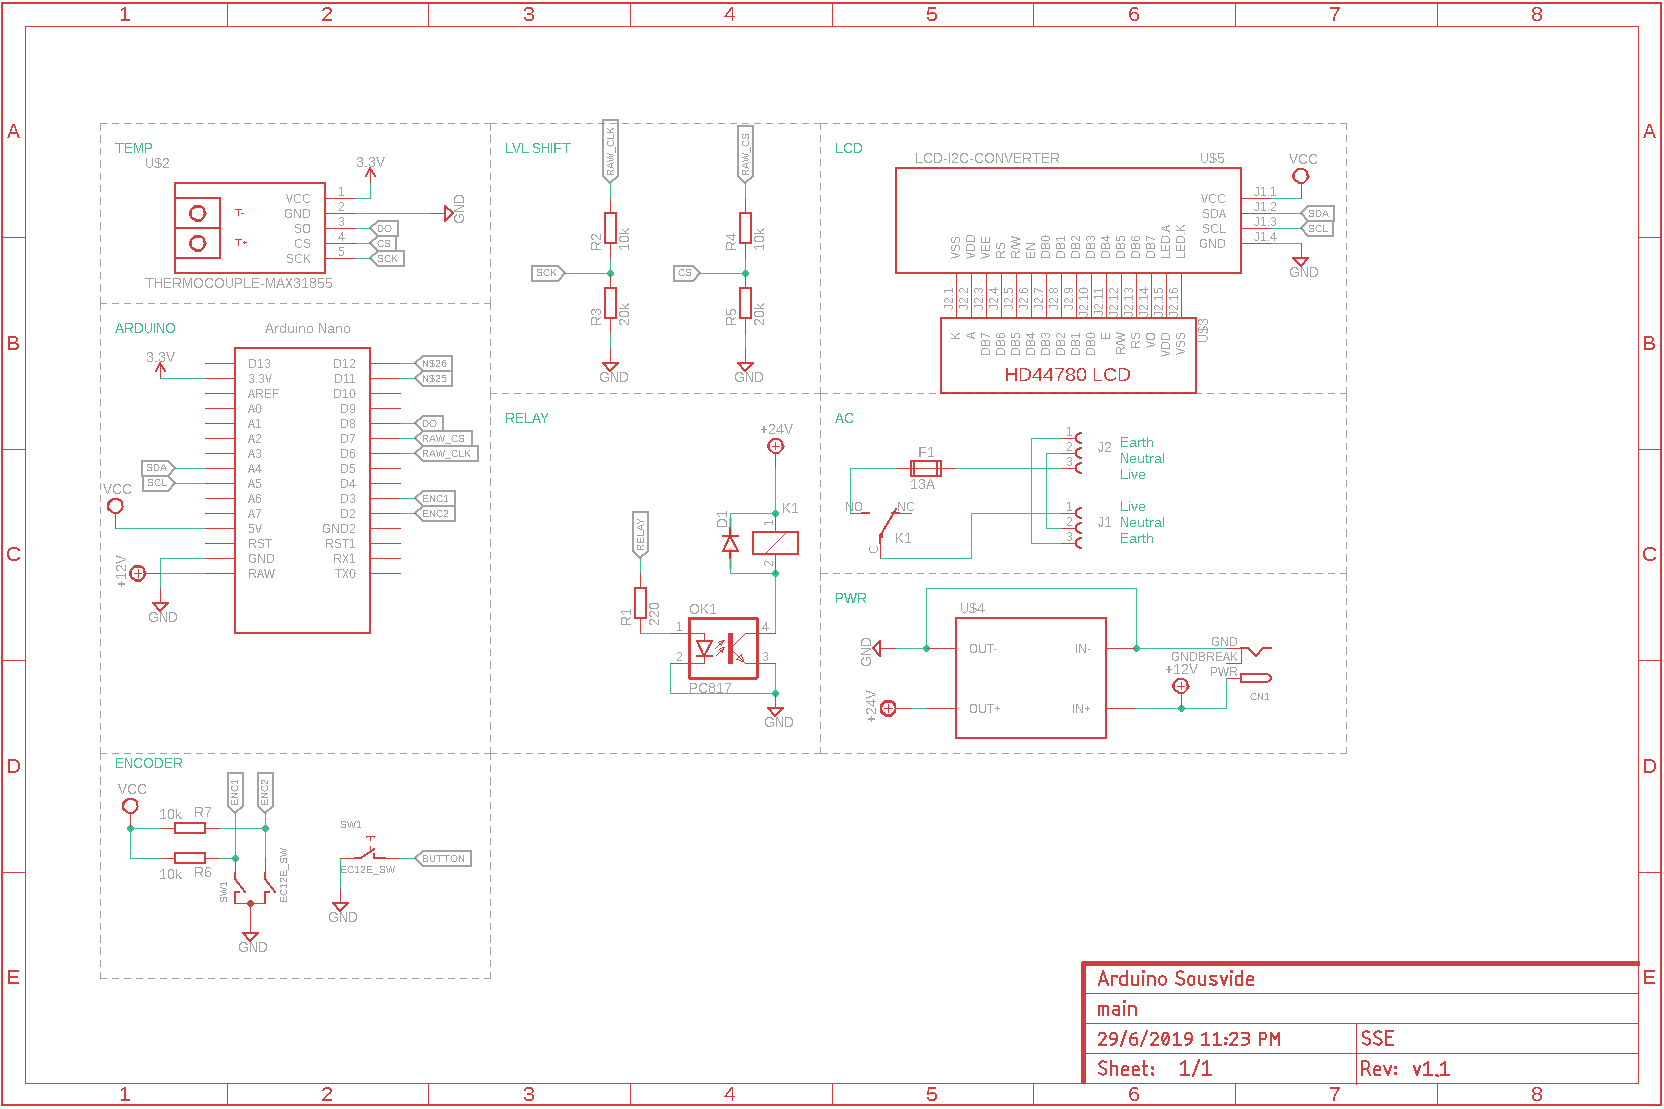 1 2 3 4 5 6 7 8
A A
B B
C C
D D
E E
TEMP
U$2
3.3V
VCC 1
GND 2
SO 3
CS 4
SCK 5
T-
T+
GND
DO
CS
SCK
THERMOCOUPLE-MAX31855
LVL SHIFT
RAW_CLK
RAW_CS
R2 10k
R4 10k
SCK
CS
R3 20k
R5 20k
GND
GND
LCD
LCD-I2C-CONVERTER
U$5
VCC
VCC J1.1
SDA J1.2 SDA
SCL J1.3 SCL
GND J1.4
GND
VSS VDD VEE RS R/W EN DB0 DB1 DB2 DB3 DB4 DB5 DB6 DB7 LED.A LED.K
J2.1 J2.2 J2.3 J2.4 J2.5 J2.6 J2.7 J2.8 J2.9 J2.10 J2.11 J2.12 J2.13 J2.14 J2.15 J2.16
K A DB7 DB6 DB5 DB4 DB3 DB2 DB1 DB0 E R/W RS VO VDD VSS
U$3
HD44780 LCD
ARDUINO
Arduino Nano
3.3V
D13 D12 N$26
3.3V D11 N$25
AREF D10
A0 D9
A1 D8 DO
A2 D7 RAW_CS
A3 D6 RAW_CLK
SDA A4 D5
SCL A5 D4
VCC
A6 D3 ENC1
A7 D2 ENC2
5V GND2
RST RST1
GND RX1
+12V RAW TX0
GND
RELAY
+24V
RELAY
D1
K1
1
2
R1 220
OK1
1 4
2 3
PC817
GND
AC
F1
13A
NO NC
C K1
1 Earth
2 J2 Neutral
3 Live
1 Live
2 J1 Neutral
3 Earth
PWR
U$4
GND
OUT- IN-
GND
GNDBREAK
+12V PWR
CN1
+24V
OUT+ IN+
ENCODER
VCC
ENC1
ENC2
10k R7
10k R6
SW1
EC12E_SW
GND
SW1
EC12E_SW
BUTTON
GND
Arduino Sousvide
main
29/6/2019 11:23 PM SSE
Sheet: 1/1 Rev: v1.1
1 2 3 4 5 6 7 8